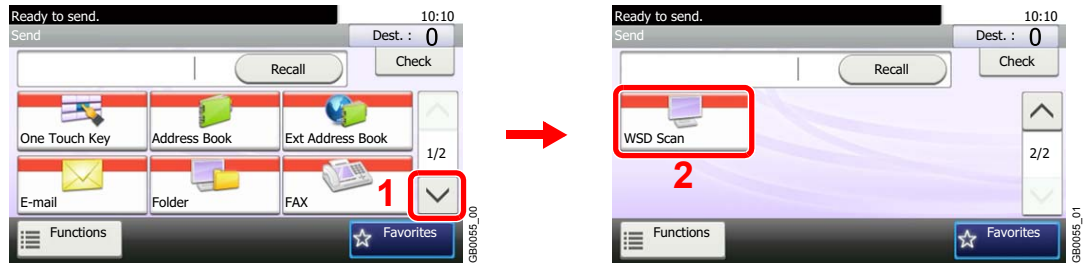 Ready to send.
10:10
Send
Dest. : 0
Recall
Check
One Touch Key
Address Book
Ext Address Book
1/2
E-mail
Folder
FAX
1
Functions
Favorites
GB0055_00
Ready to send.
10:10
Send
Dest. : 0
Recall
Check
WSD Scan
2/2
2
Functions
Favorites
GB0055_01